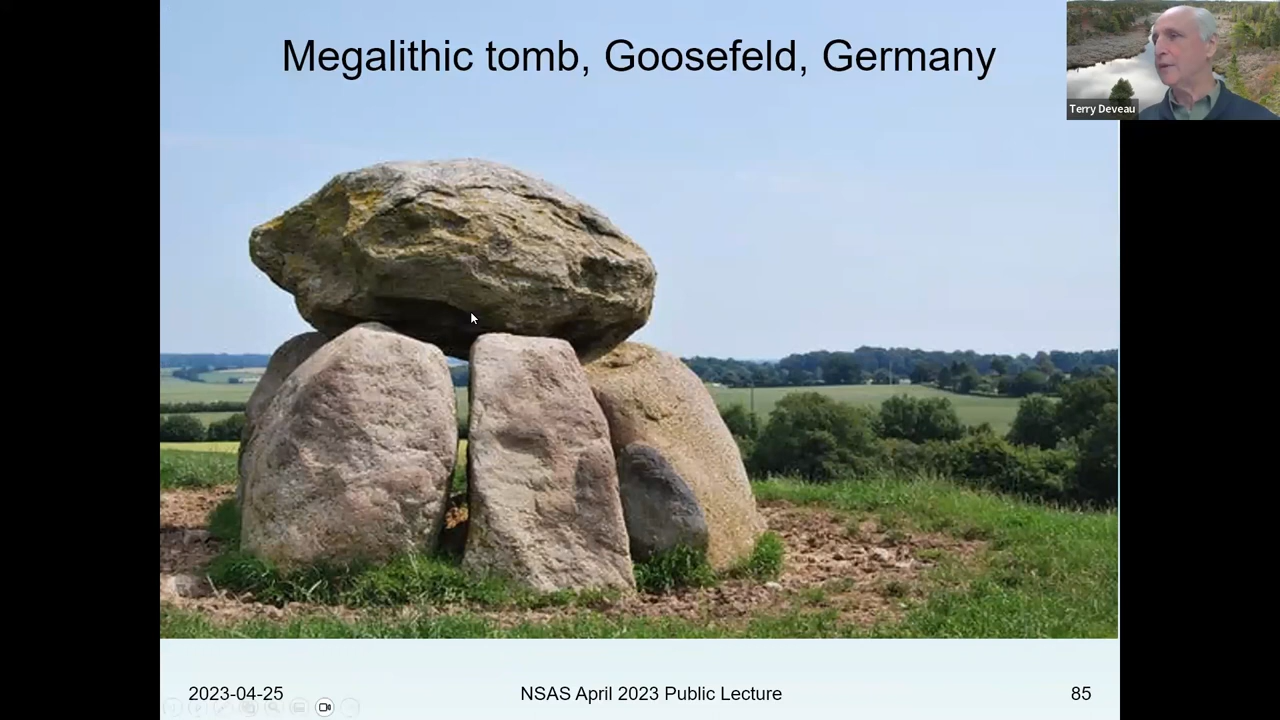 Megalithic tomb, Goosefeld, Germany
Terry Deveau
2023-04-25
NSAS April 2023 Public Lecture
85